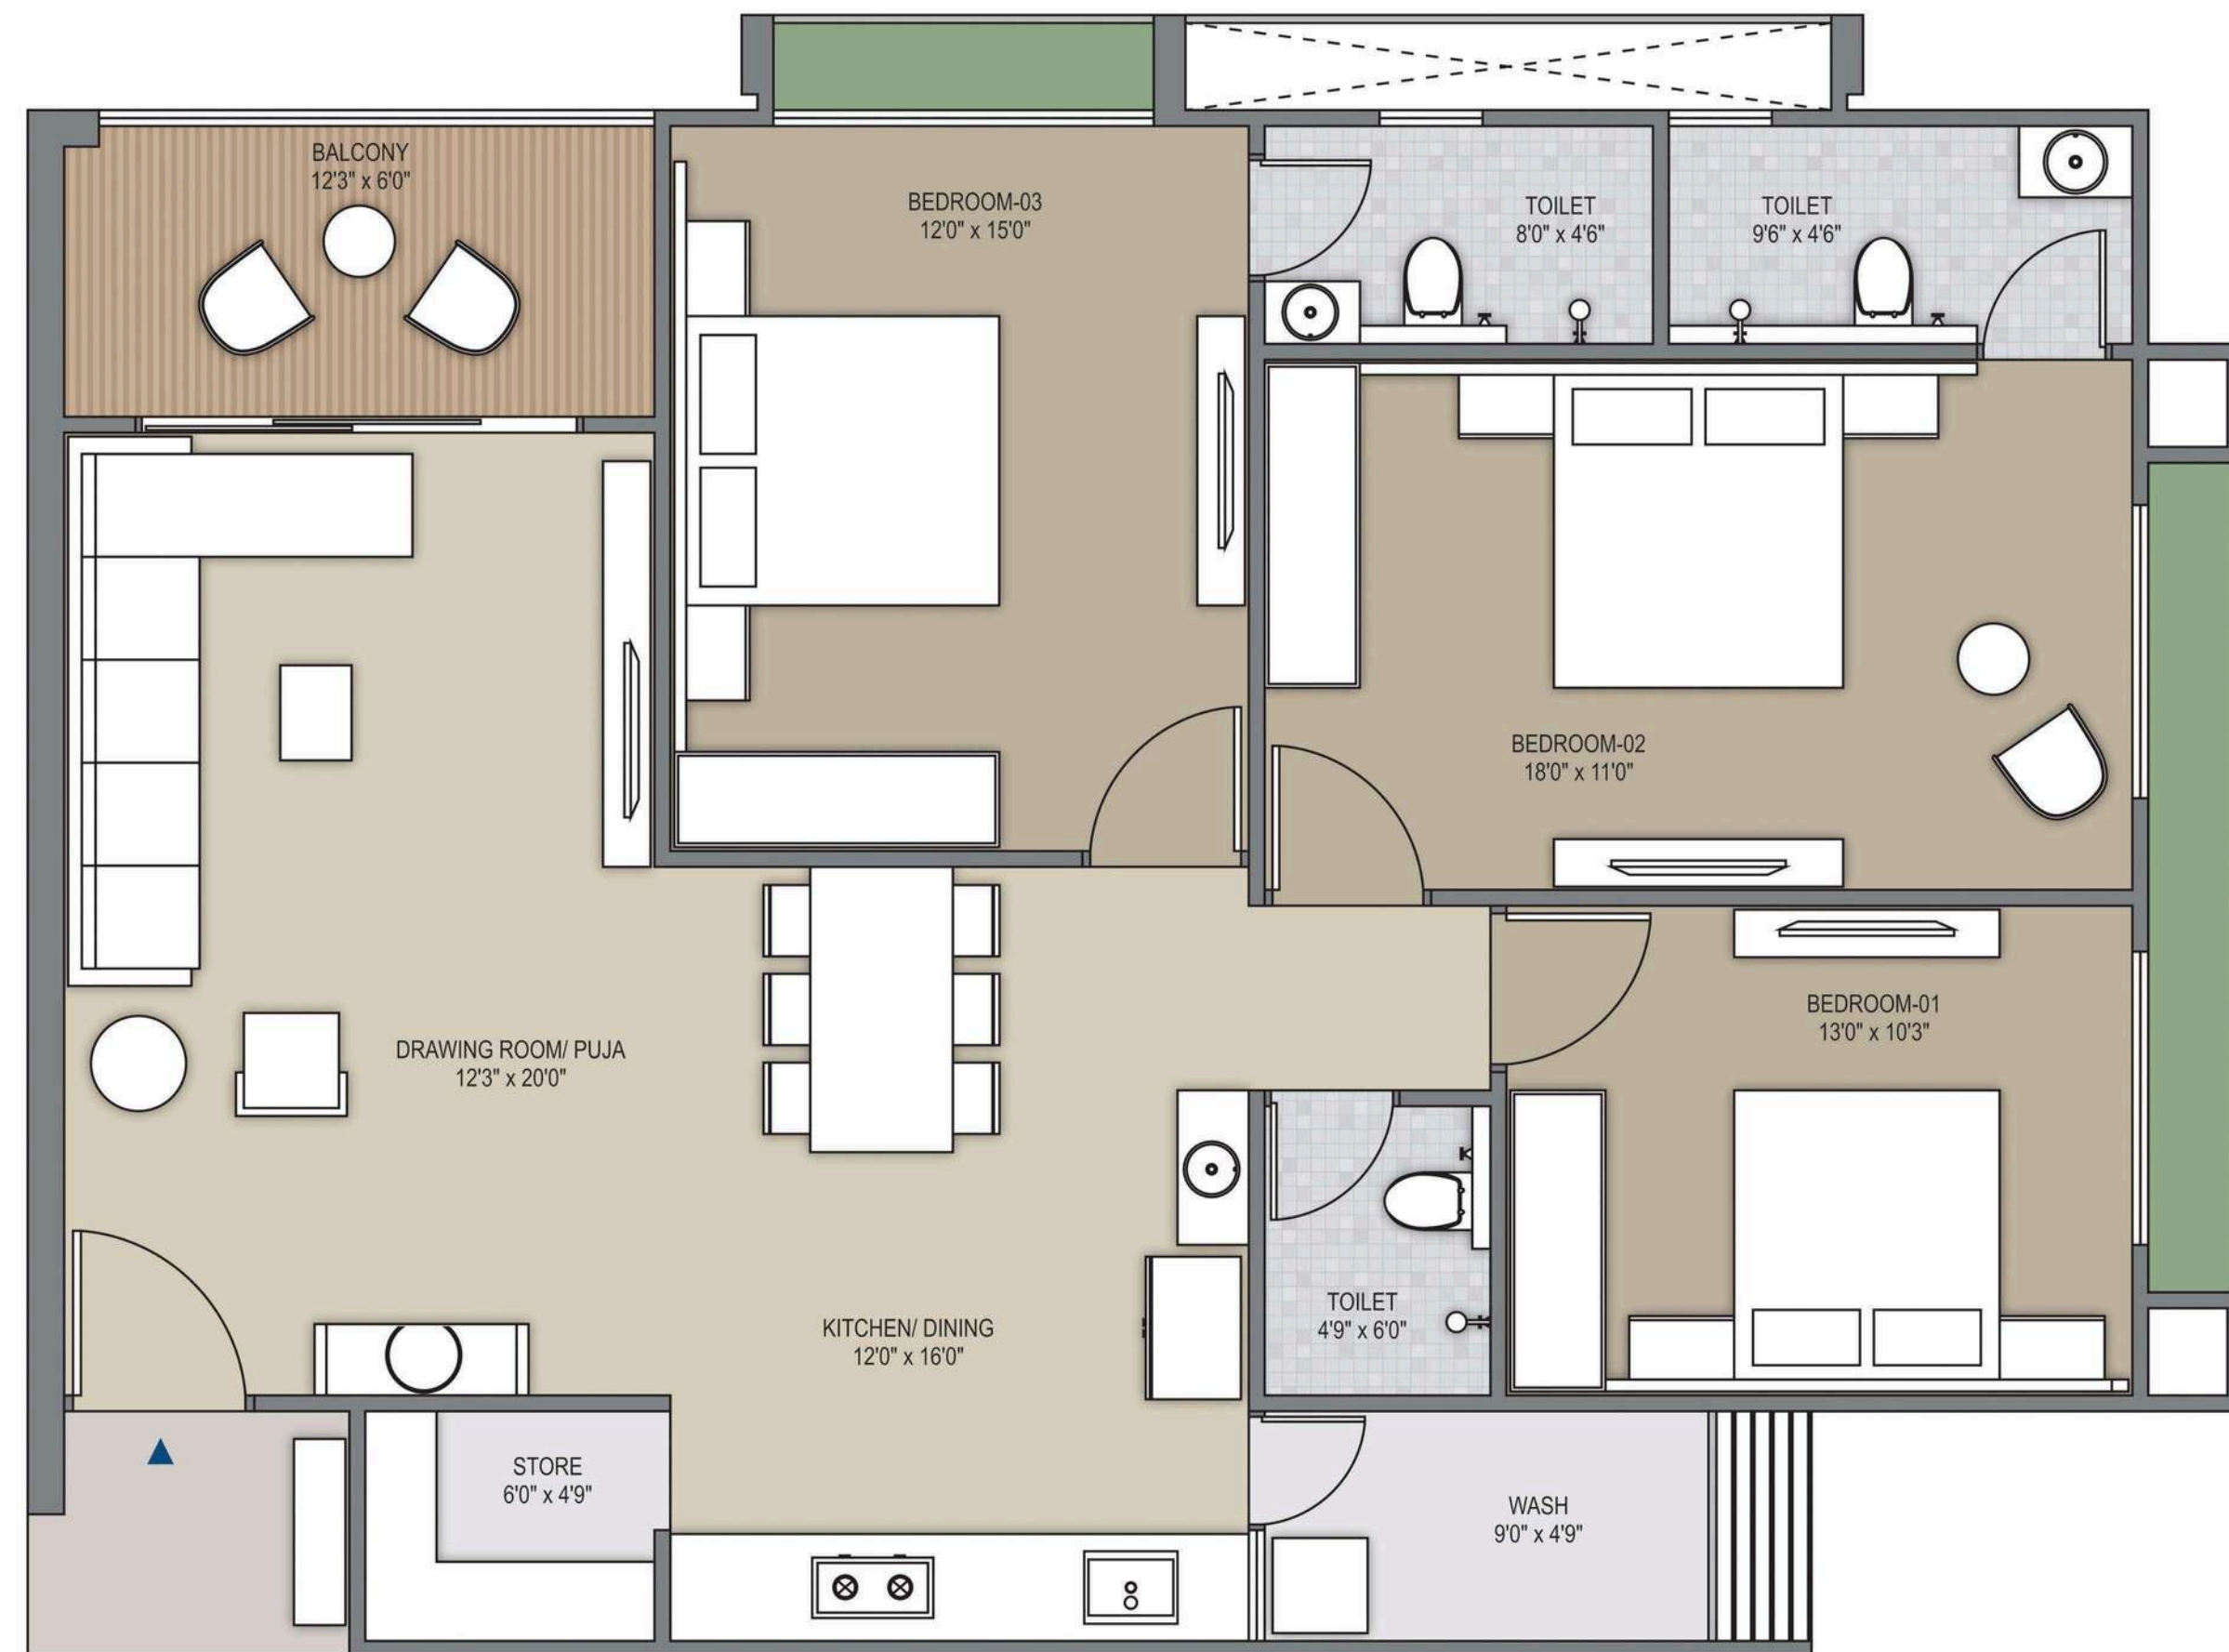 BALCONY
12'3" x 6'0"
BEDROOM-03
12'0" x 15'0"
TOILET
8'0" x 4'6"
TOILET
9'6" x 4'6"
BEDROOM-02
18'0" x 11'0"
BEDROOM-01
13'0" x 10'3"
DRAWING ROOM/ PUJA
12'3" x 20'0"
TOILET
4'9" x 6'0"
KITCHEN/ DINING
12'0" x 16'0"
STORE
6'0" x 4'9"
WASH
9'0" x 4'9"